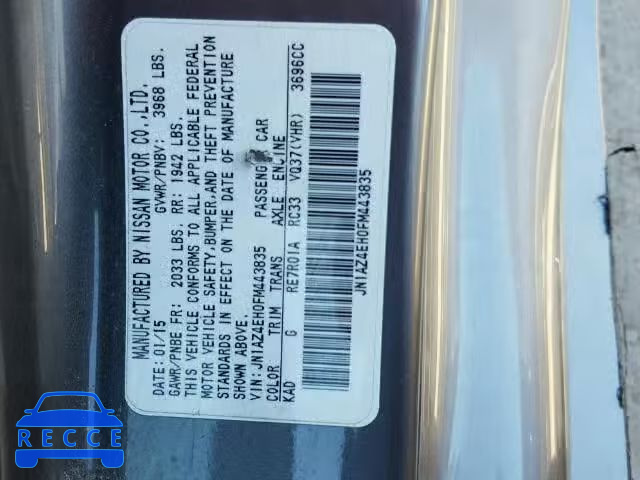 MANUFACTURED BY NISSAN MOTOR CO.,LTD.
DATE: 01/15 GVWR/PNBV: 3968 LBS.
GAWR/PNBE FR: 2033 LBS. RR: 1942 LBS.
THIS VEHICLE CONFORMS TO ALL APPLICABLE FEDERAL
MOTOR VEHICLE SAFETY,BUMPER,AND THEFT PREVENTION
STANDARDS IN EFFECT ON THE DATE OF MANUFACTURE
SHOWN ABOVE.
VIN: JN1AZ4EH0FM443835 PASSENGER CAR
COLOR TRIM TRANS AXLE ENGINE
KAD G RE7R01A RC33 VQ37(VHR) 3696CC
JN1AZ4EH0FM443835
RECCE